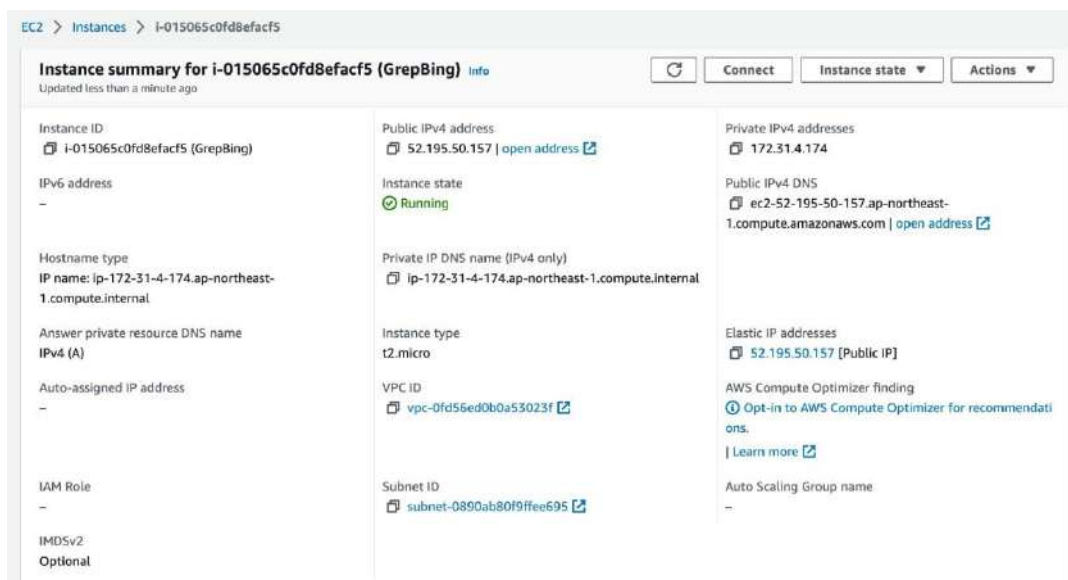 EC2 > Instances > i-015065c0fd8efacf5
Instance summary for i-015065c0fd8efacf5 (GrepBing) Info
Updated less than a minute ago
Connect
Instance state
Actions
Instance ID
i-015065c0fd8efacf5 (GrepBing)
Public IPv4 address
52.195.50.157 | open address
Private IPv4 addresses
172.31.4.174
IPv6 address
–
Instance state
Running
Public IPv4 DNS
ec2-52-195-50-157.ap-northeast-
1.compute.amazonaws.com | open address
Hostname type
IP name: ip-172-31-4-174.ap-northeast-
1.compute.internal
Private IP DNS name (IPv4 only)
ip-172-31-4-174.ap-northeast-1.compute.internal
Answer private resource DNS name
IPv4 (A)
Instance type
t2.micro
Elastic IP addresses
52.195.50.157 [Public IP]
Auto-assigned IP address
–
VPC ID
vpc-0fd56ed0b0a53023f
AWS Compute Optimizer finding
Opt-in to AWS Compute Optimizer for recommendati
ons.
| Learn more
IAM Role
–
Subnet ID
subnet-0890ab80f9ffee695
Auto Scaling Group name
–
IMDSv2
Optional